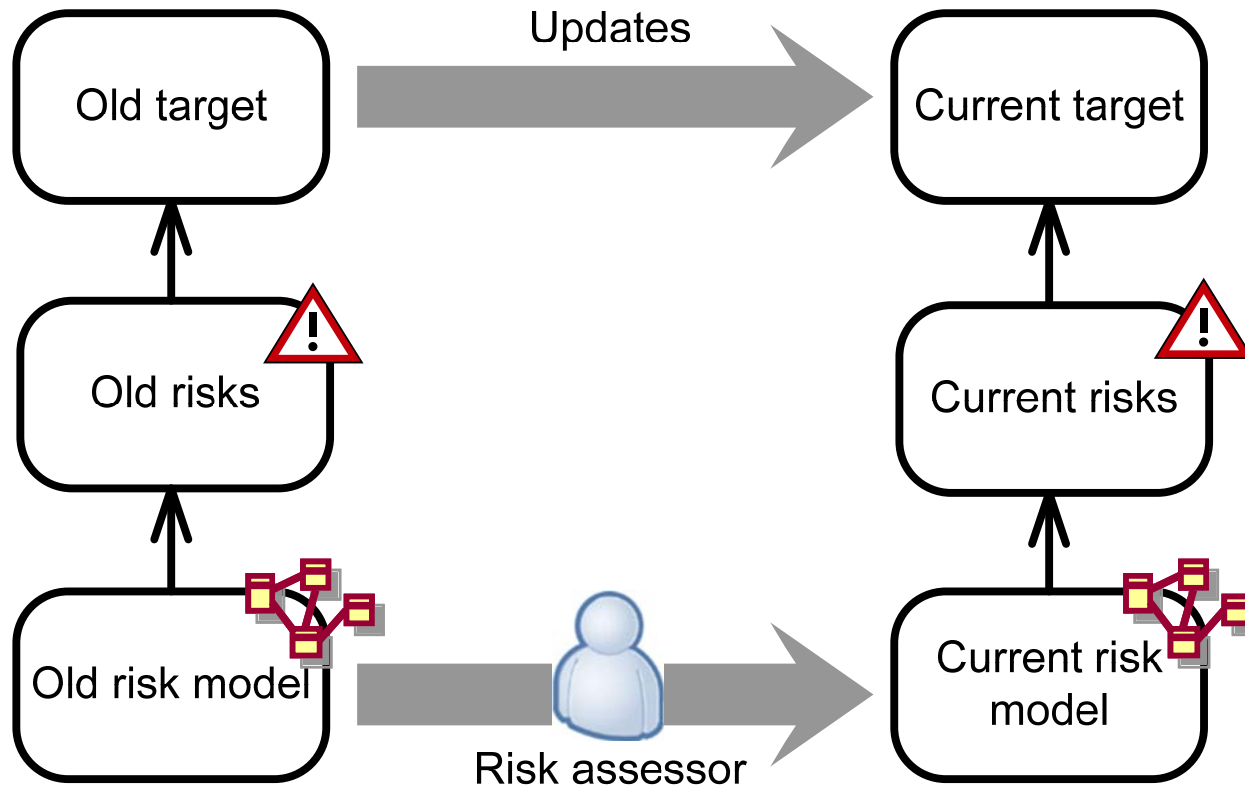 Updates
Old target
Current target
Old risks
Current risks
Old risk model
Current risk
model
Risk assessor